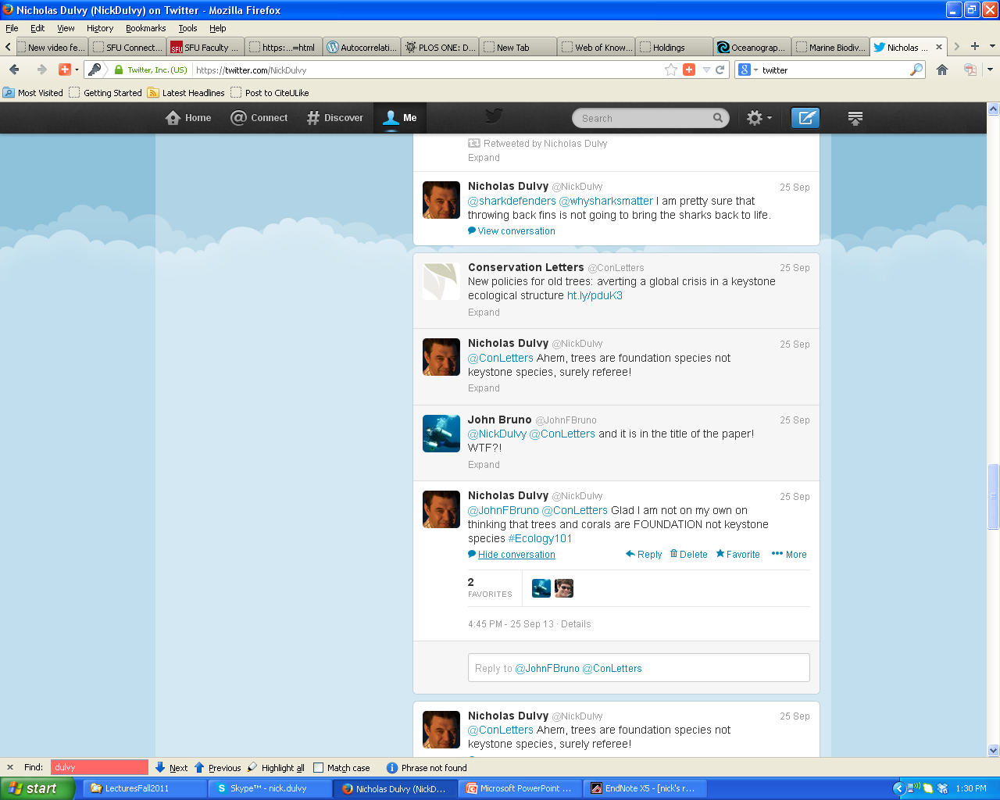 Nicholas Dulvy (NickDulvy) on Twitter - Mozilla Firefox
File Edit View History Bookmarks Tools Help
New video fe... SFU Connect... SFU Faculty ... https:...=html Autocorrelati... PLOS ONE: D... New Tab Web of Know... Holdings Oceanograp... Marine Biodiv... Nicholas ...
Twitter, Inc. (US) https://twitter.com/NickDulvy twitter
Most Visited Getting Started Latest Headlines Post to CiteULike
Home @ Connect # Discover Me Search
Retweeted by Nicholas Dulvy
Expand
Nicholas Dulvy @NickDulvy 25 Sep
@sharkdefenders @whysharksmatter I am pretty sure that
throwing back fins is not going to bring the sharks back to life.
View conversation
Conservation Letters @ConLetters 25 Sep
New policies for old trees: averting a global crisis in a keystone
ecological structure ht.ly/pduK3
Expand
Nicholas Dulvy @NickDulvy 25 Sep
@ConLetters Ahem, trees are foundation species not
keystone species, surely referee!
Expand
John Bruno @JohnFBruno 25 Sep
@NickDulvy @ConLetters and it is in the title of the paper!
WTF?!
Expand
Nicholas Dulvy @NickDulvy 25 Sep
@JohnFBruno @ConLetters Glad I am not on my own on
thinking that trees and corals are FOUNDATION not keystone
species #Ecology101
Hide conversation Reply Delete Favorite More
2
FAVORITES
4:45 PM - 25 Sep 13 · Details
Reply to @JohnFBruno @ConLetters
Nicholas Dulvy @NickDulvy 25 Sep
@ConLetters Ahem, trees are foundation species not
keystone species, surely referee!
Find: dulvy Next Previous Highlight all Match case Phrase not found
start LecturesFall2011 Skype™ - nick.dulvy Nicholas Dulvy (NickD... Microsoft PowerPoint ... EndNote X5 - [nick's r... 1:30 PM